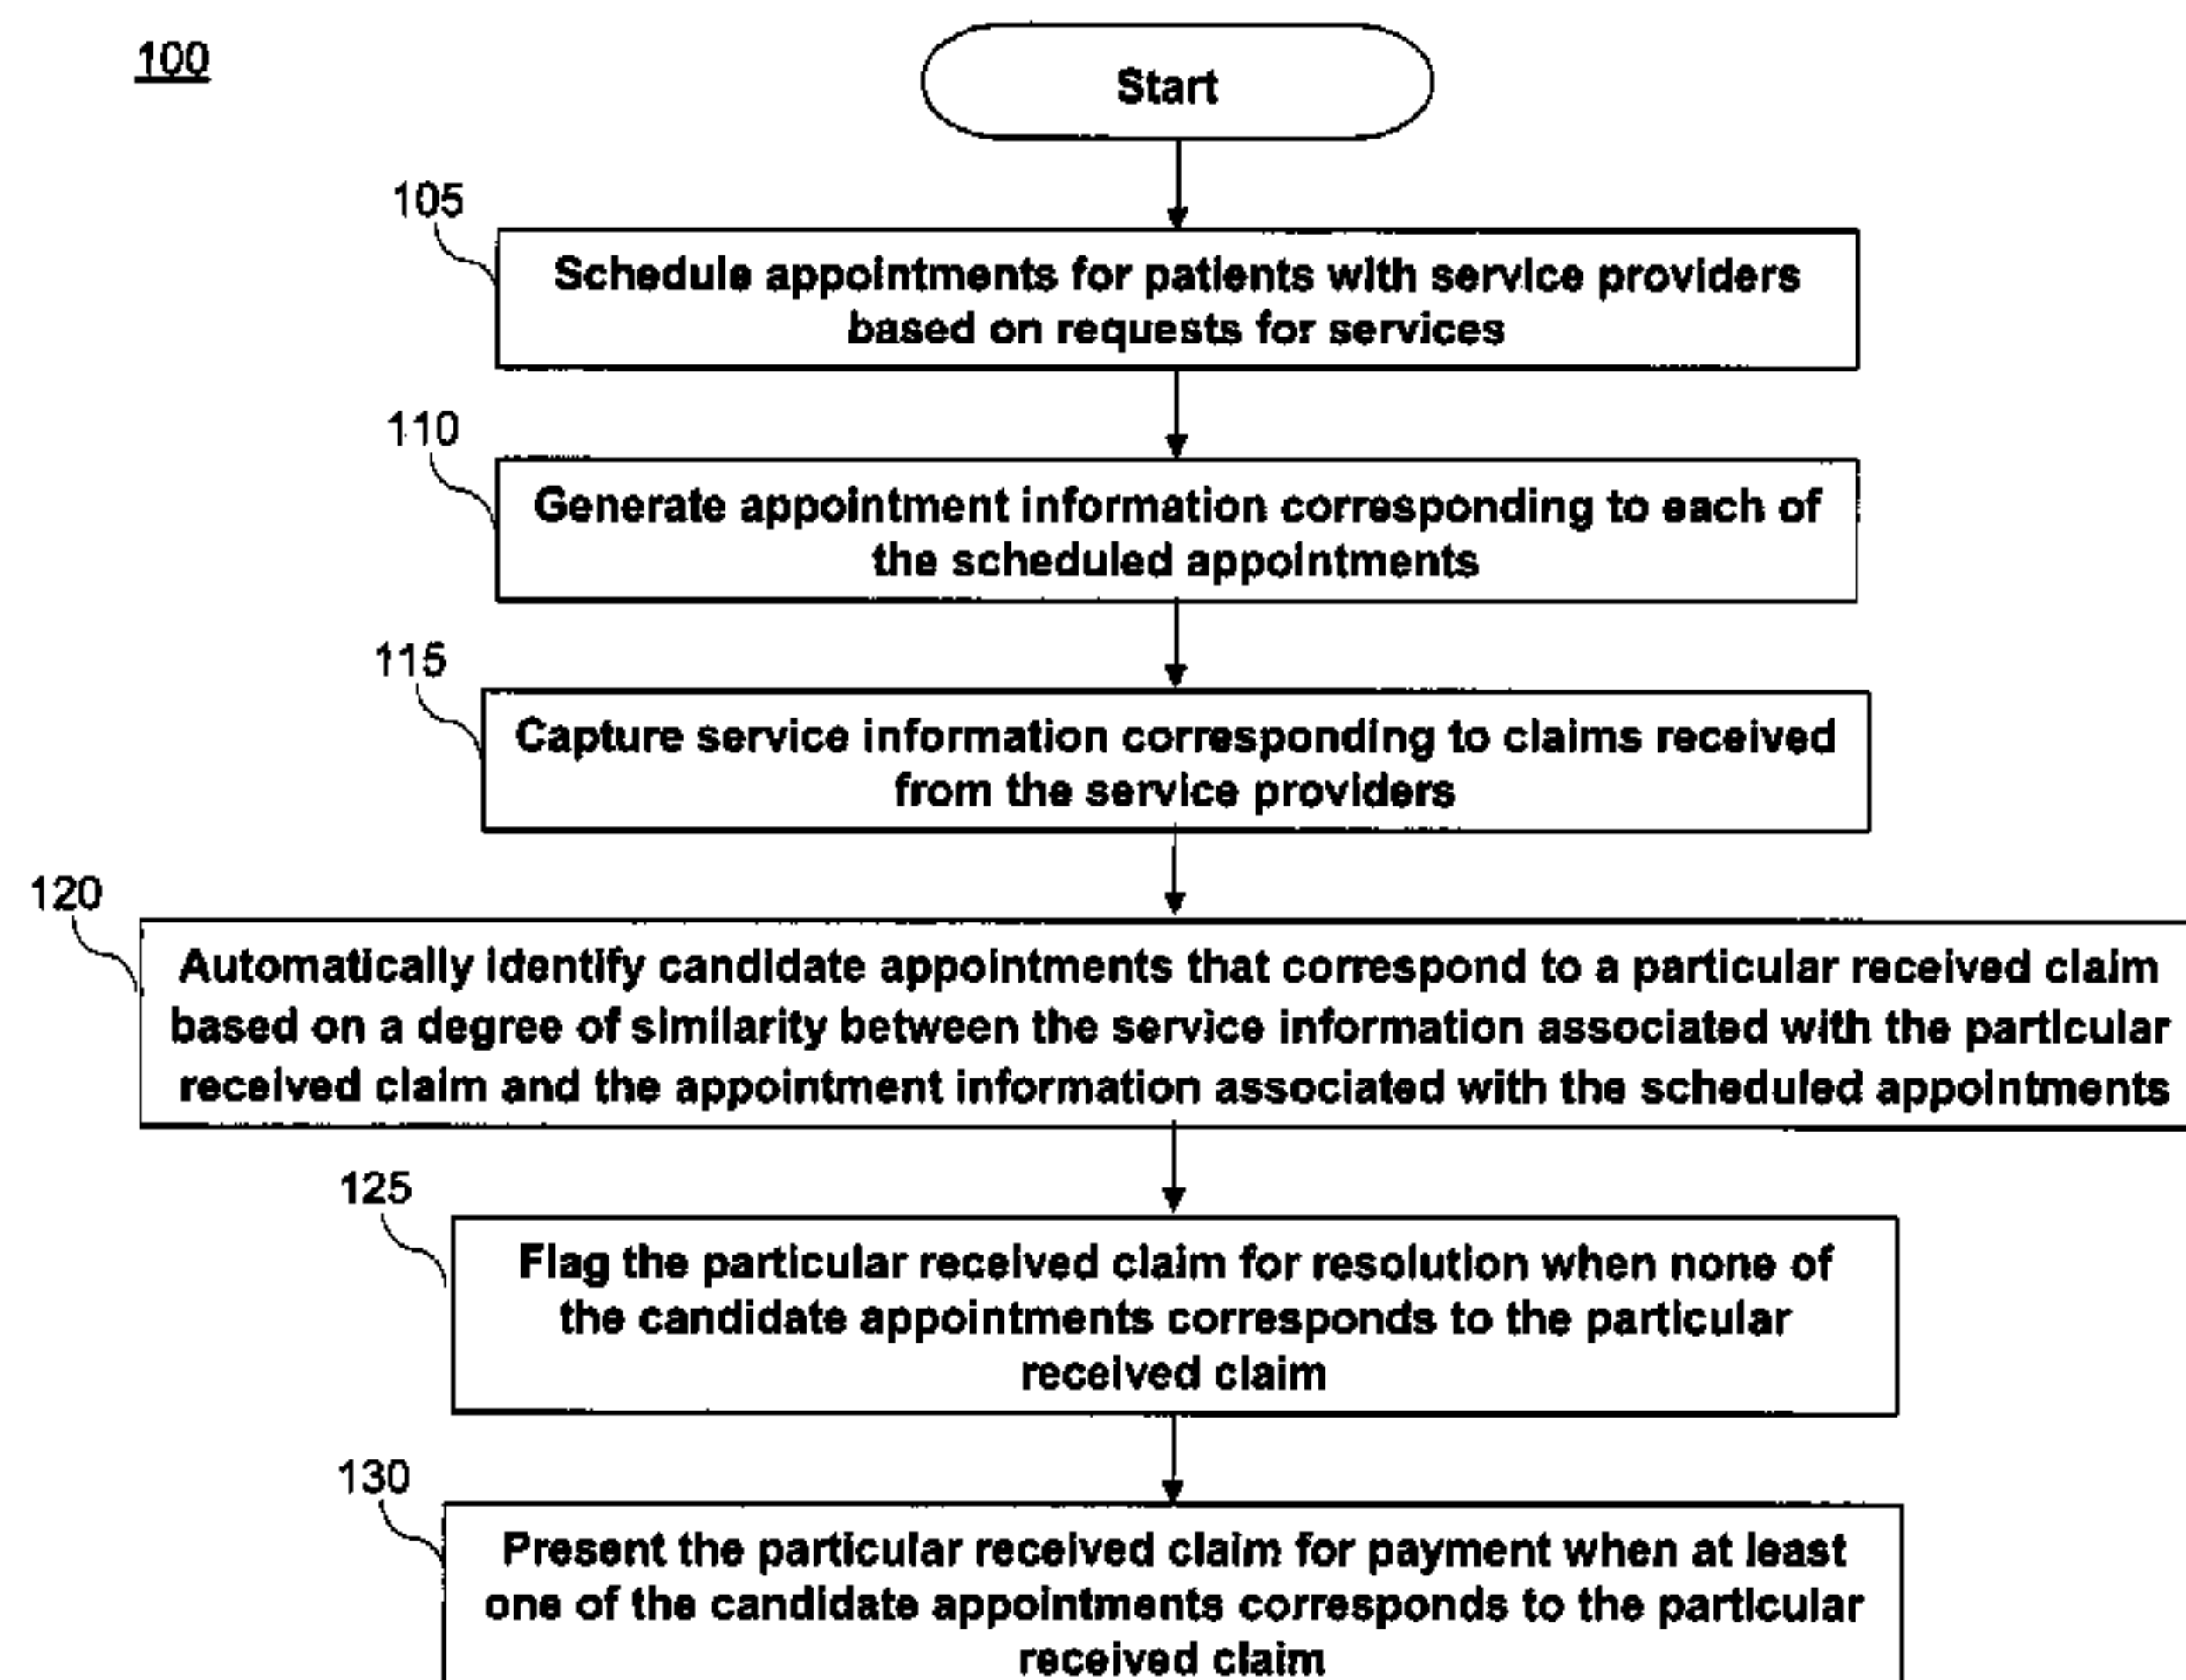 100
Start
105
Schedule appointments for patients with service providers
based on requests for services
110
Generate appointment information corresponding to each of
the scheduled appointments
115
Capture service information corresponding to claims received
from the service providers
120
Automatically identify candidate appointments that correspond to a particular received claim
based on a degree of similarity between the service information associated with the particular
received claim and the appointment information associated with the scheduled appointments
125
Flag the particular received claim for resolution when none of
the candidate appointments corresponds to the particular
received claim
130
Present the particular received claim for payment when at least
one of the candidate appointments corresponds to the particular
received claim